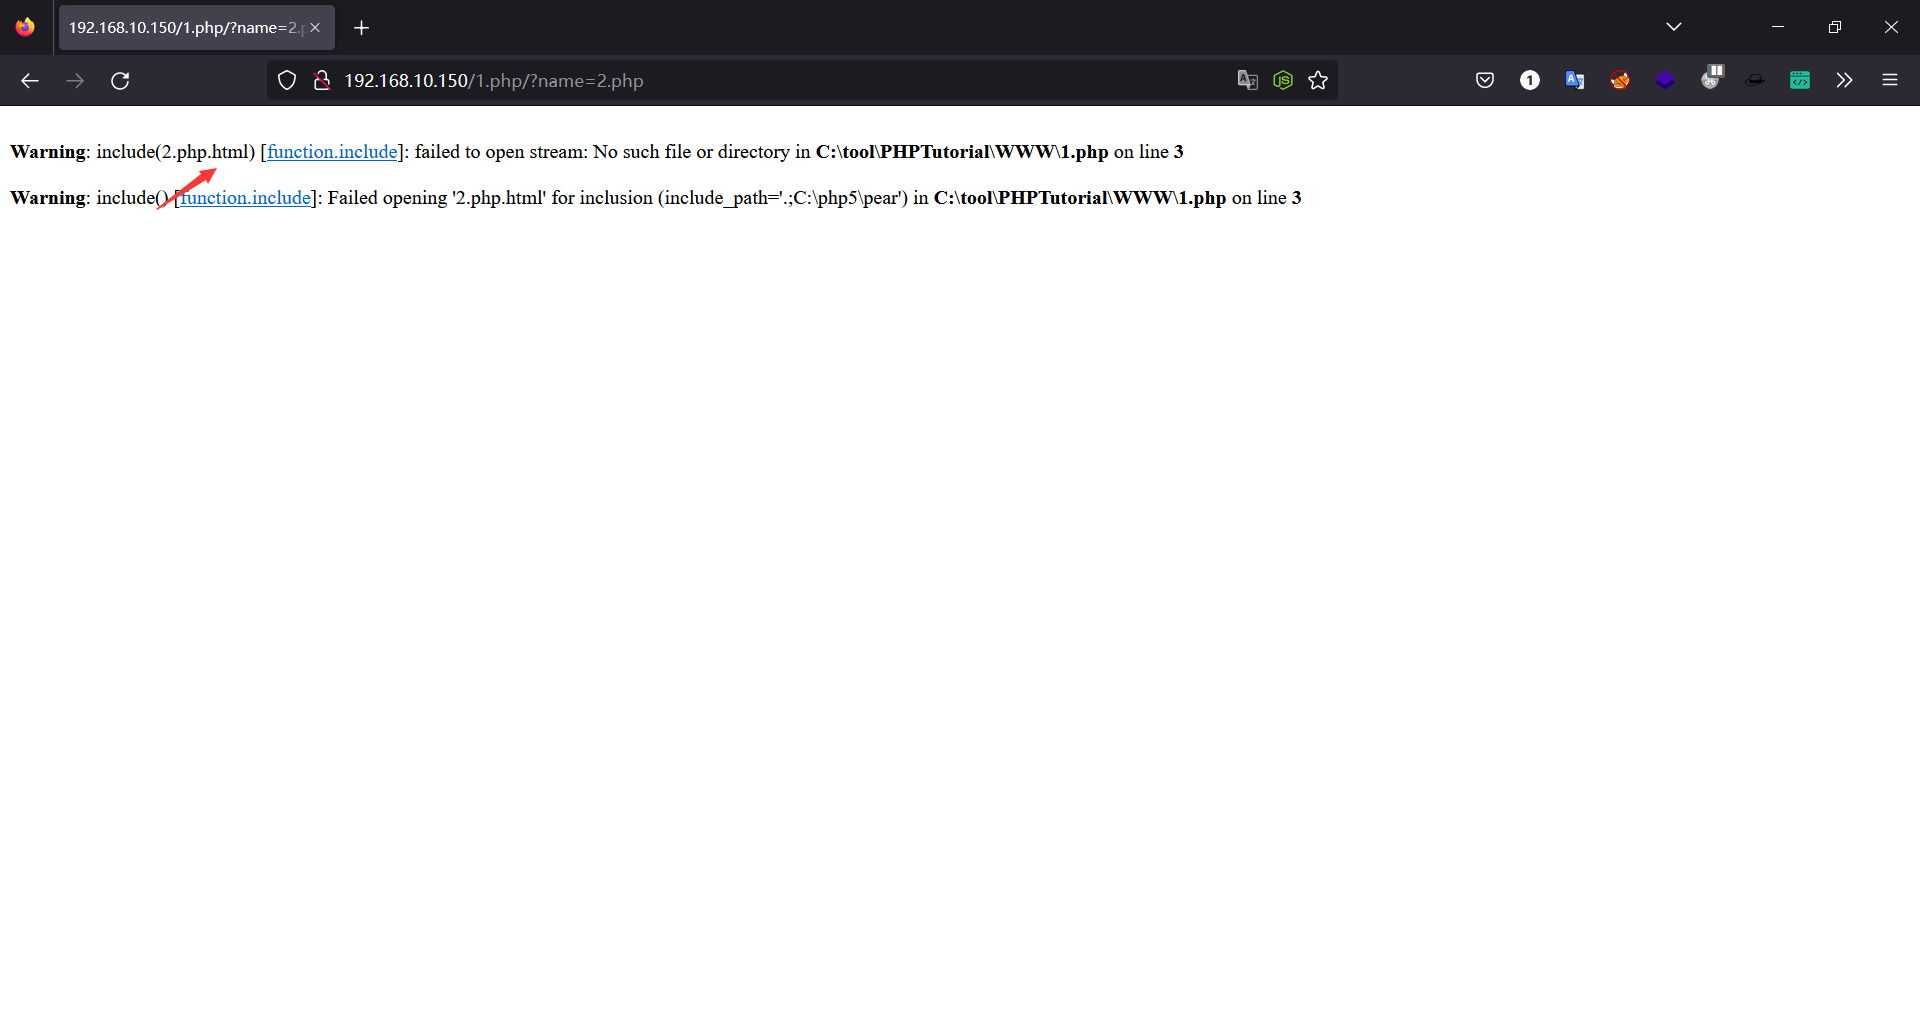 192.168.10.150/1.php/?name=2.p
192.168.10.150/1.php/?name=2.php
Warning: include(2.php.html) [function.include]: failed to open stream: No such file or directory in C:\tool\PHPTutorial\WWW\1.php on line 3
Warning: include() [function.include]: Failed opening '2.php.html' for inclusion (include_path='.;C:\php5\pear') in C:\tool\PHPTutorial\WWW\1.php on line 3